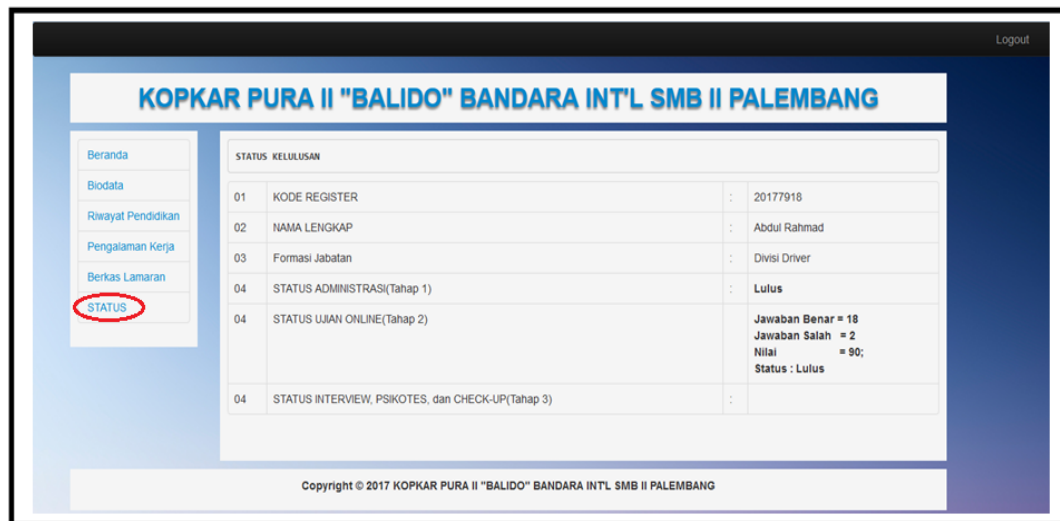 Logout
KOPKAR PURA II "BALIDO" BANDARA INT'L SMB II PALEMBANG
Beranda
Biodata
Riwayat Pendidikan
Pengalaman Kerja
Berkas Lamaran
STATUS
STATUS KELULUSAN
01 KODE REGISTER : 20177918
02 NAMA LENGKAP : Abdul Rahmad
03 Formasi Jabatan : Divisi Driver
04 STATUS ADMINISTRASI(Tahap 1) : Lulus
04 STATUS UJIAN ONLINE(Tahap 2) Jawaban Benar = 18
Jawaban Salah = 2
Nilai = 90;
Status : Lulus
04 STATUS INTERVIEW, PSIKOTES, dan CHECK-UP(Tahap 3) :
Copyright © 2017 KOPKAR PURA II "BALIDO" BANDARA INT'L SMB II PALEMBANG